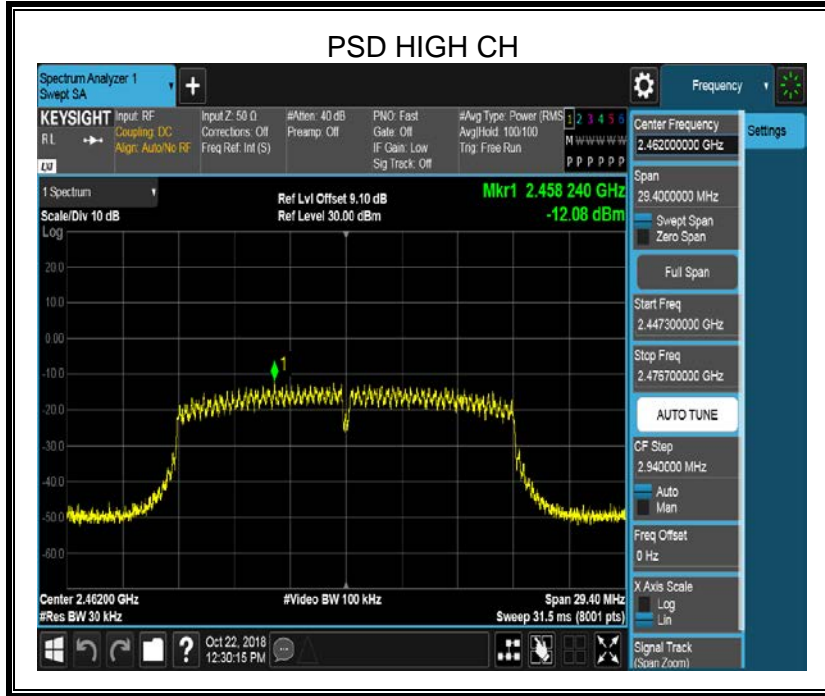 PSD HIGH CH
Spectrum Analyzer 1
Swept SA
+
Frequency
KEYSIGHT
RL
Input: RF
Coupling: DC
Align: Auto/No RF
Input Z: 50 Ω
Corrections: Off
Freq Ref: Int (S)
#Atten: 40 dB
Preamp: Off
PNO: Fast
Gate: Off
IF Gain: Low
Sig Track: Off
#Avg Type: Power (RMS
Avg|Hold: 100/100
Trig: Free Run
1 2 3 4 5 6
M W W W W W
P P P P P P
Center Frequency
2.462000000 GHz
Settings
1 Spectrum
Scale/Div 10 dB
Log
Ref Lvl Offset 9.10 dB
Ref Level 30.00 dBm
Mkr1 2.458 240 GHz
-12.08 dBm
Span
29.4000000 MHz
Swept Span
Zero Span
Full Span
Start Freq
2.447300000 GHz
Stop Freq
2.476700000 GHz
AUTO TUNE
CF Step
2.940000 MHz
Auto
Man
Freq Offset
0 Hz
X Axis Scale
Log
Lin
Signal Track
(Span Zoom)
20.0
10.0
0.00
-10.0
-20.0
-30.0
-40.0
-50.0
-60.0
1
Center 2.46200 GHz
#Res BW 30 kHz
#Video BW 100 kHz
Span 29.40 MHz
Sweep 31.5 ms (8001 pts)
?
Oct 22, 2018
12:30:15 PM